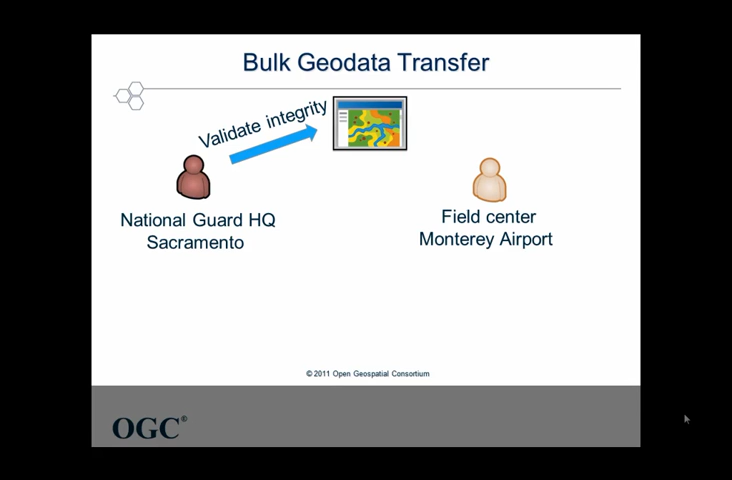 Bulk Geodata Transfer
Validate integrity
National Guard HQ
Sacramento
Field center
Monterey Airport
© 2011 Open Geospatial Consortium
OGC®